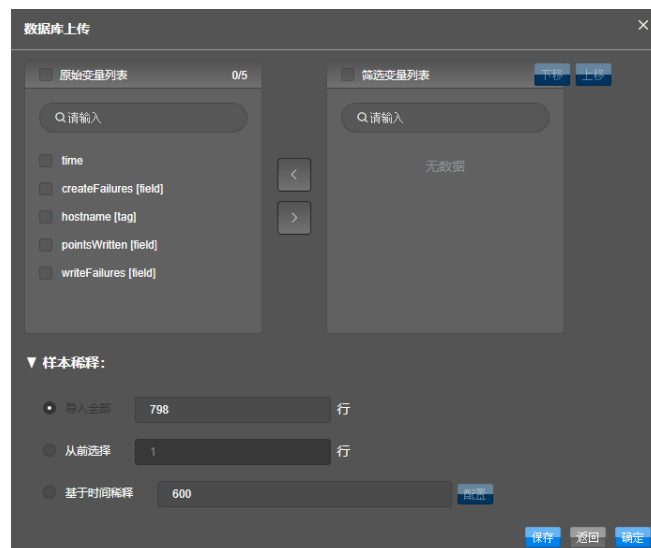 数据库上传
原始变量列表 0/5
筛选变量列表 下移 上移
请输入
请输入
time
createFailures [field]
hostname [tag]
pointsWritten [field]
writeFailures [field]
无数据
▼ 样本稀释:
导入全部 798 行
从前选择 1 行
基于时间稀释 600 配置
保存 返回 确定